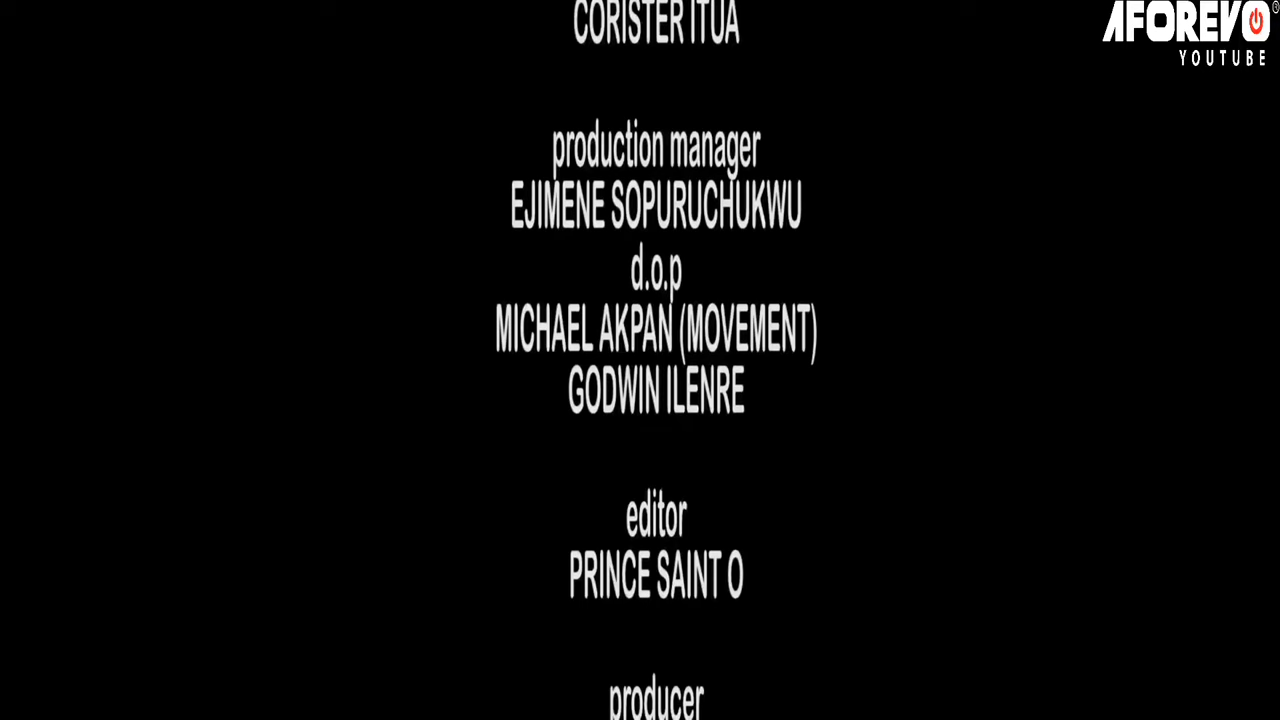 CORISTER ITUA
AFOREVO
YOUTUBE
production manager
EJIMENE SOPURUCHUKWU
d.o.p
MICHAEL AKPAN (MOVEMENT)
GODWIN ILENRE
editor
PRINCE SAINT O
producer